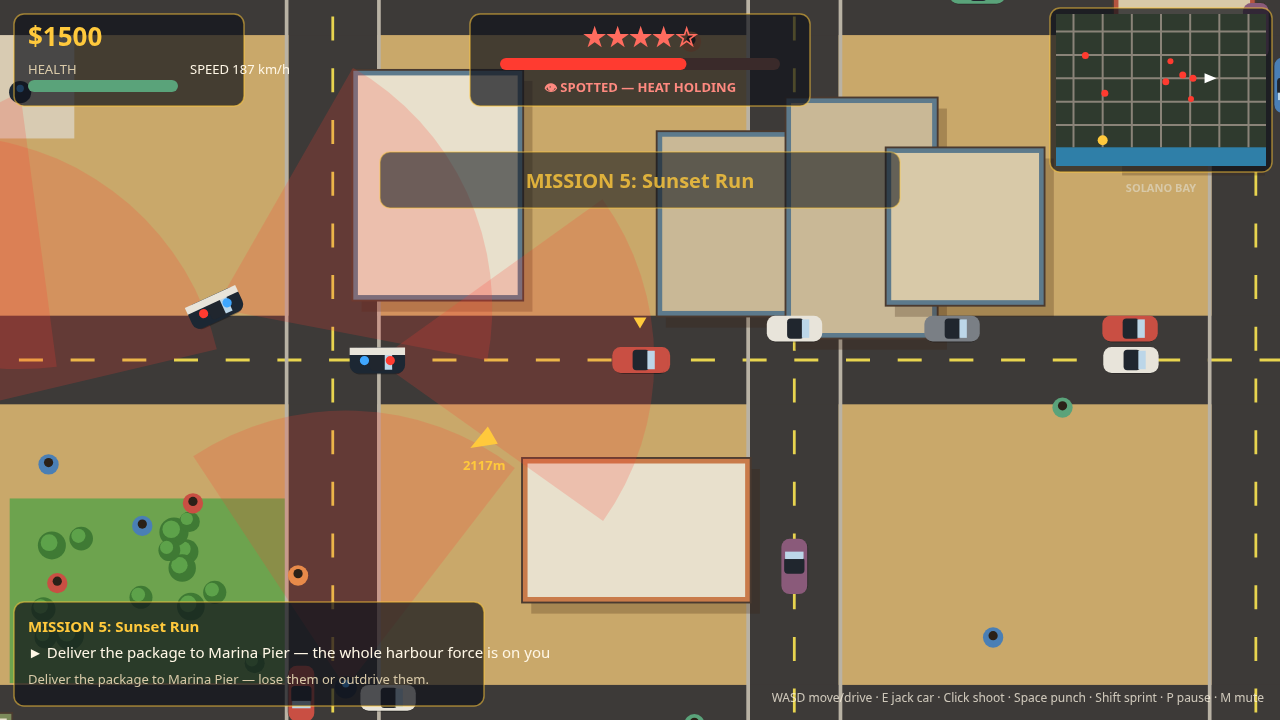 $1500
HEALTH
SPEED 187 km/h
★★★★☆
SPOTTED — HEAT HOLDING
MISSION 5: Sunset Run
SOLANO BAY
2117m
MISSION 5: Sunset Run
► Deliver the package to Marina Pier — the whole harbour force is on you
Deliver the package to Marina Pier — lose them or outdrive them.
WASD move/drive · E jack car · Click shoot · Space punch · Shift sprint · P pause · M mute